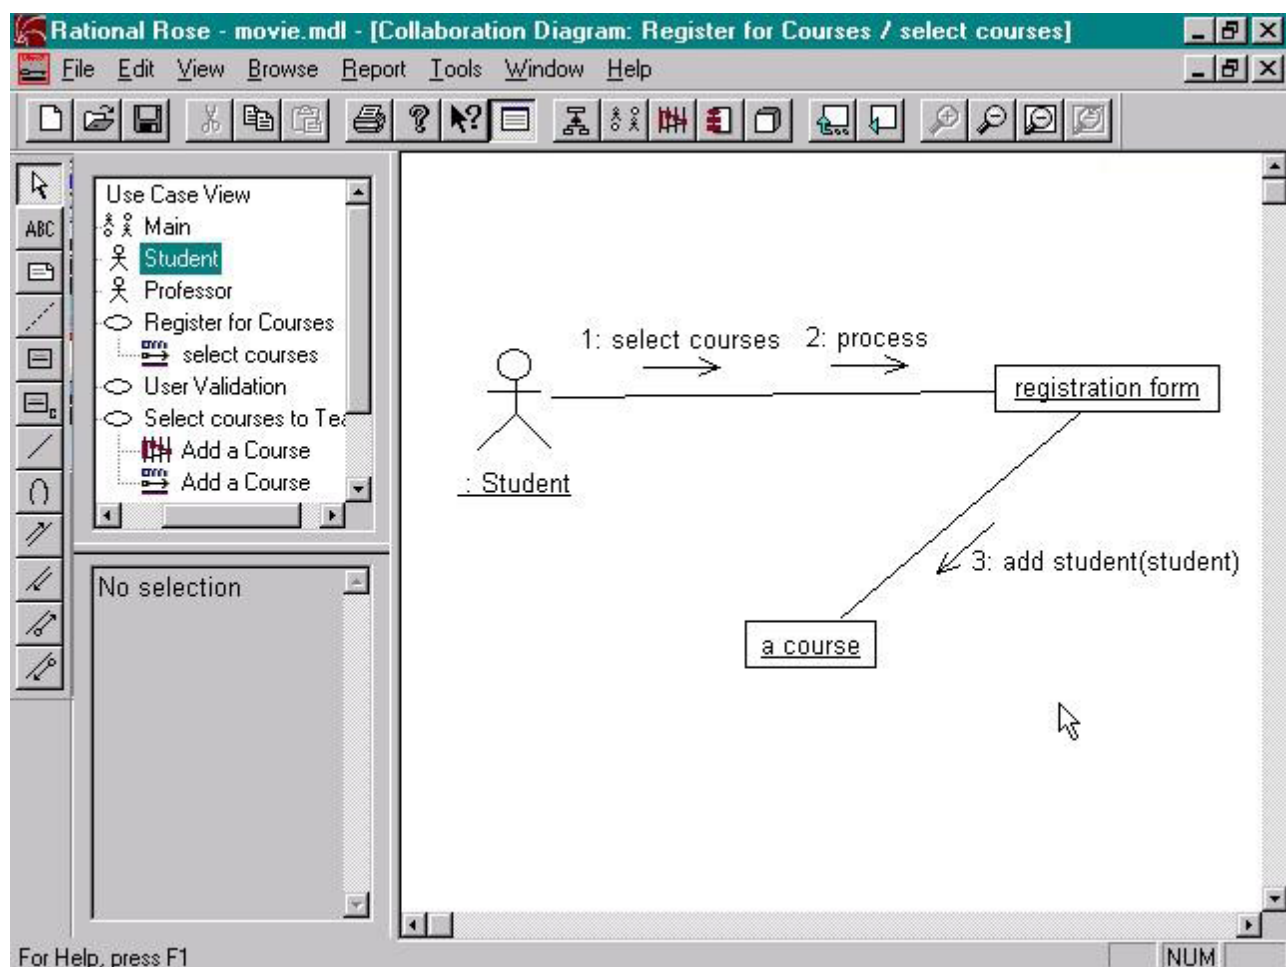 Rational Rose - movie.mdl - [Collaboration Diagram: Register for Courses / select courses]
File Edit View Browse Report Tools Window Help
ABC
Use Case View
Main
Student
Professor
Register for Courses
select courses
User Validation
Select courses to Tea
Add a Course
Add a Course
No selection
1: select courses
2: process
registration form
: Student
3: add student(student)
a course
For Help, press F1
NUM